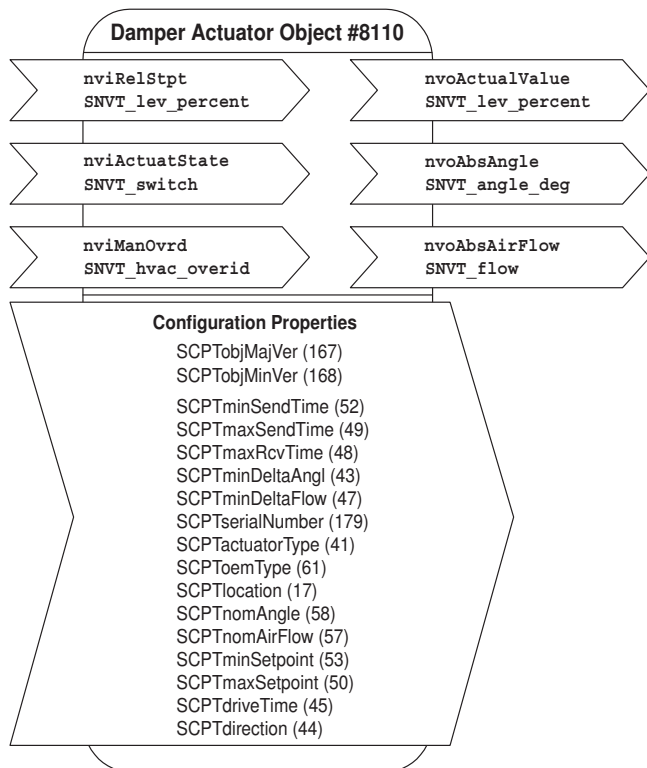 Damper Actuator Object #8110
nviRelStpt
SNVT_lev_percent
nvoActualValue
SNVT_lev_percent
nviActuatState
SNVT_switch
nvoAbsAngle
SNVT_angle_deg
nviManOvrd
SNVT_hvac_overid
nvoAbsAirFlow
SNVT_flow
Configuration Properties
SCPTobjMajVer (167)
SCPTobjMinVer (168)
SCPTminSendTime (52)
SCPTmaxSendTime (49)
SCPTmaxRcvTime (48)
SCPTminDeltaAngl (43)
SCPTminDeltaFlow (47)
SCPTserialNumber (179)
SCPTactuatorType (41)
SCPToemType (61)
SCPTlocation (17)
SCPTnomAngle (58)
SCPTnomAirFlow (57)
SCPTminSetpoint (53)
SCPTmaxSetpoint (50)
SCPTdriveTime (45)
SCPTdirection (44)